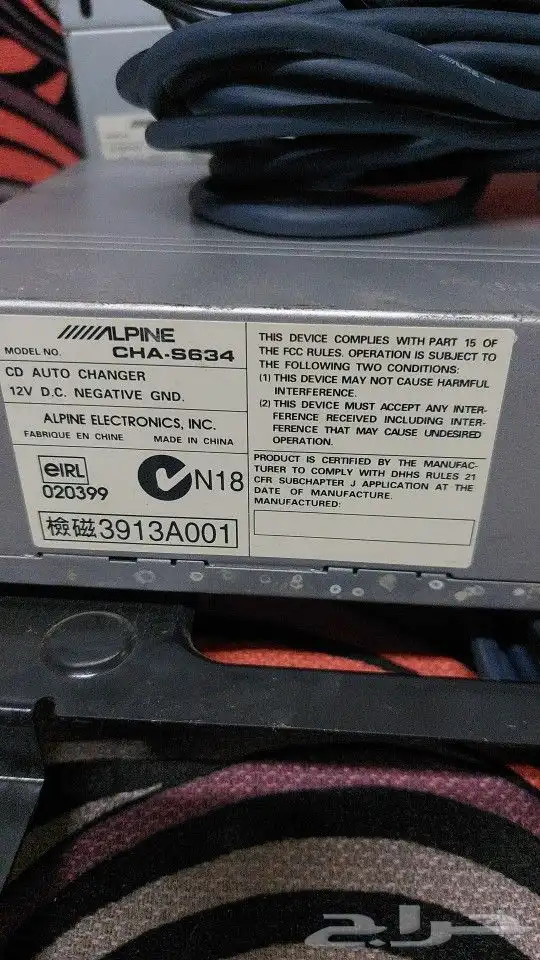 ALPINE
MODEL NO. CHA-S634
CD AUTO CHANGER
12V D.C. NEGATIVE GND.
ALPINE ELECTRONICS, INC.
FABRIQUE EN CHINE MADE IN CHINA
eIRL
020399
N18
檢磁3913A001
THIS DEVICE COMPLIES WITH PART 15 OF
THE FCC RULES. OPERATION IS SUBJECT TO
THE FOLLOWING TWO CONDITIONS:
(1) THIS DEVICE MAY NOT CAUSE HARMFUL
INTERFERENCE.
(2) THIS DEVICE MUST ACCEPT ANY INTER-
FERENCE RECEIVED INCLUDING INTER-
FERENCE THAT MAY CAUSE UNDESIRED
OPERATION.
PRODUCT IS CERTIFIED BY THE MANUFAC-
TURER TO COMPLY WITH DHHS RULES 21
CFR SUBCHAPTER J APPLICATION AT THE
DATE OF MANUFACTURE.
MANUFACTURED:
حراج